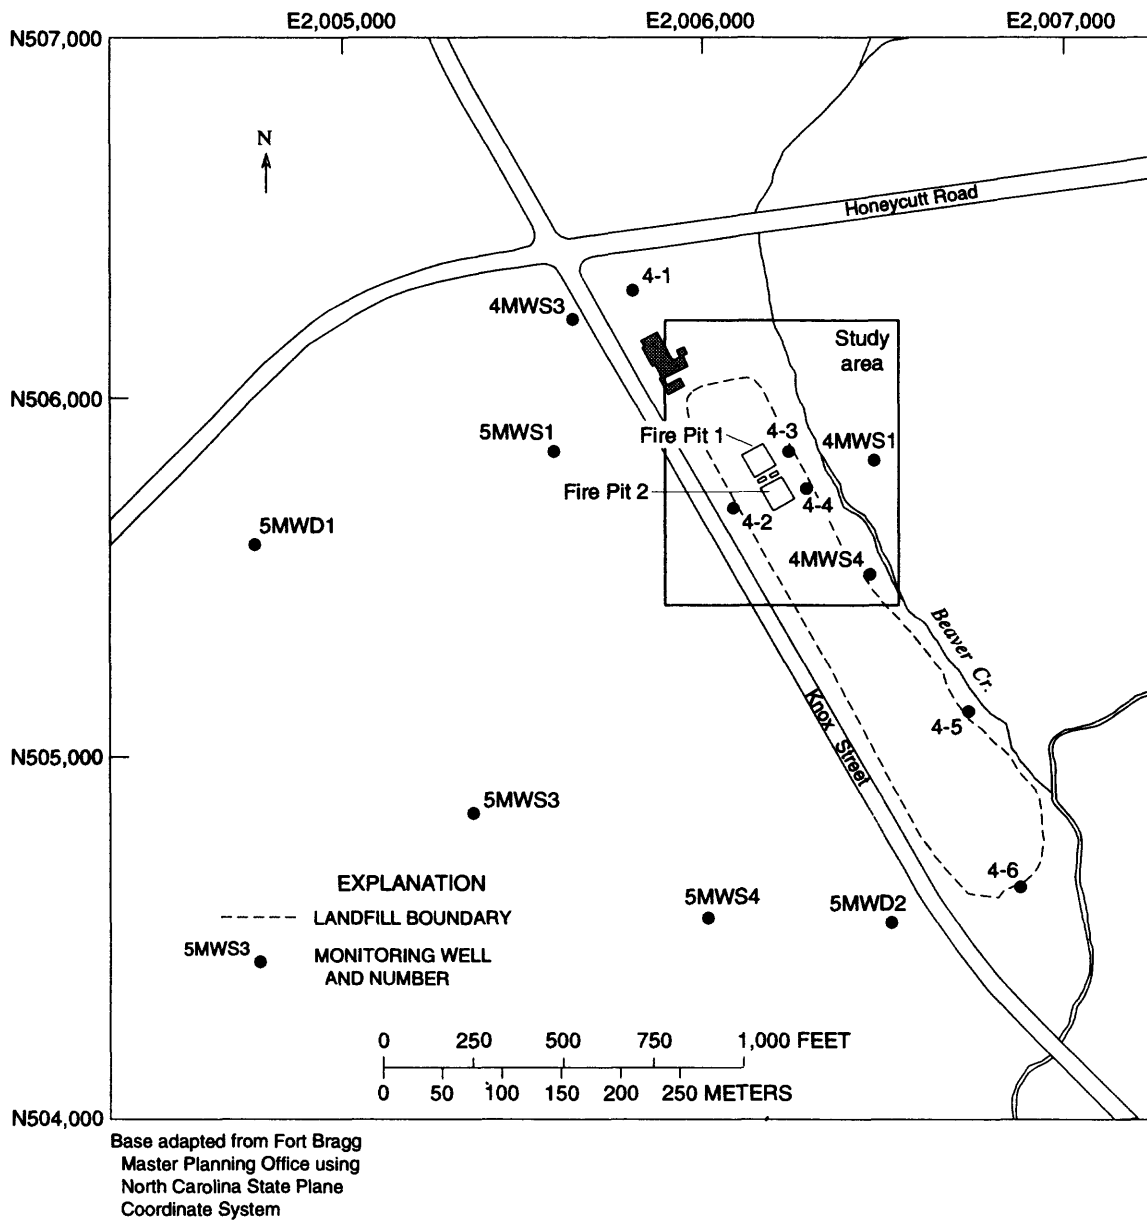 E2,005,000 E2,006,000 E2,007,000
N507,000
N
Honeycutt Road
4-1
4MWS3
Study
area
N506,000
5MWS1
Fire Pit 1
4-3
4MWS1
Fire Pit 2
4-4
4-2
5MWD1
4MWS4
Beaver Cr.
4-5
Knox Street
N505,000
5MWS3
4-6
EXPLANATION
5MWS4
5MWD2
LANDFILL BOUNDARY
5MWS3
MONITORING WELL
AND NUMBER
0 250 500 750 1,000 FEET
0 50 100 150 200 250 METERS
N504,000
Base adapted from Fort Bragg
Master Planning Office using
North Carolina State Plane
Coordinate System